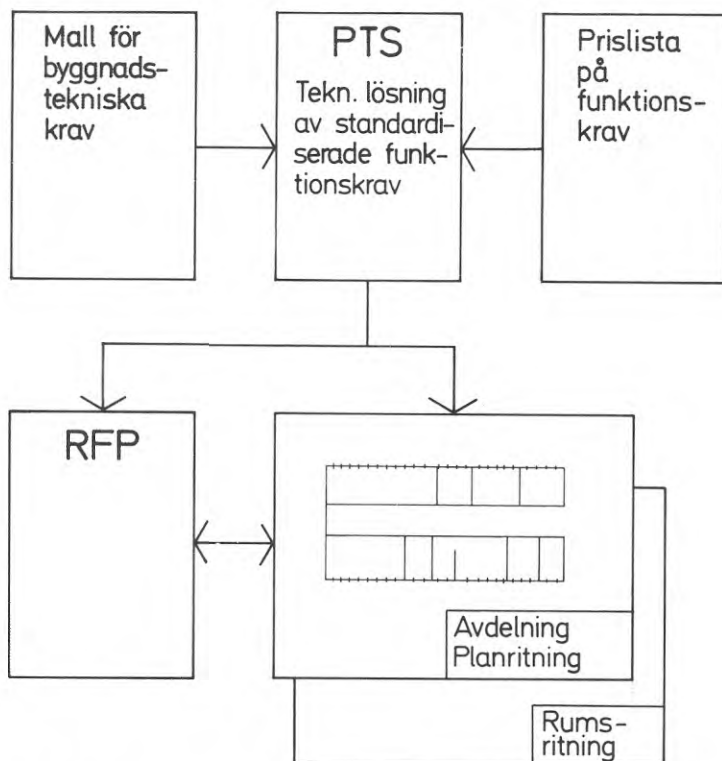 Mall för
byggnads-
tekniska
krav
PTS
Tekn. lösning
av standardi-
serade funk-
tionskrav
Prislista
på
funktions-
krav
RFP
Avdelning
Planritning
Rums-
ritning